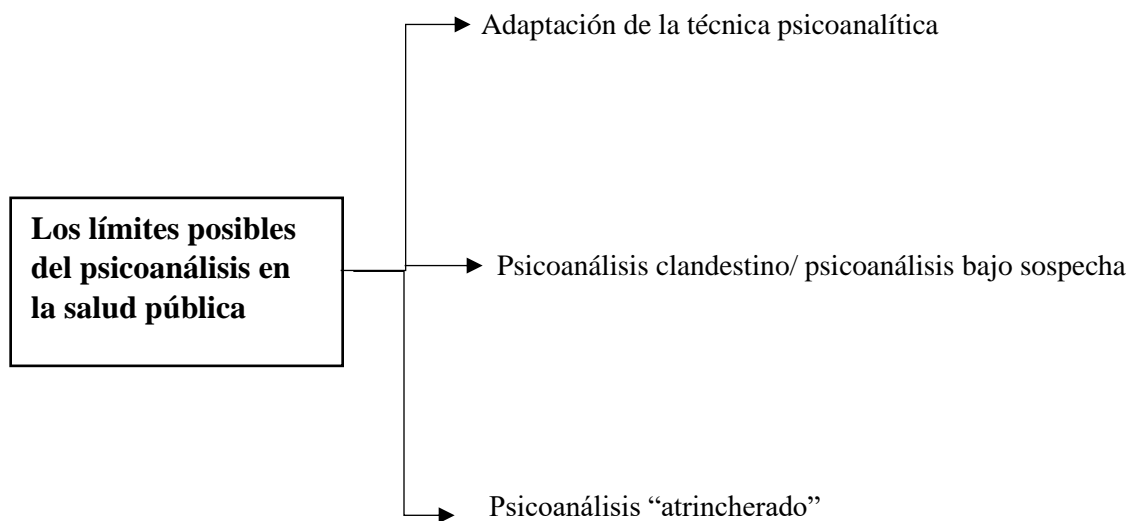 Adaptación de la técnica psicoanalítica
Los límites posibles
del psicoanálisis en
la salud pública
Psicoanálisis clandestino/ psicoanálisis bajo sospecha
Psicoanálisis “atrincherado”